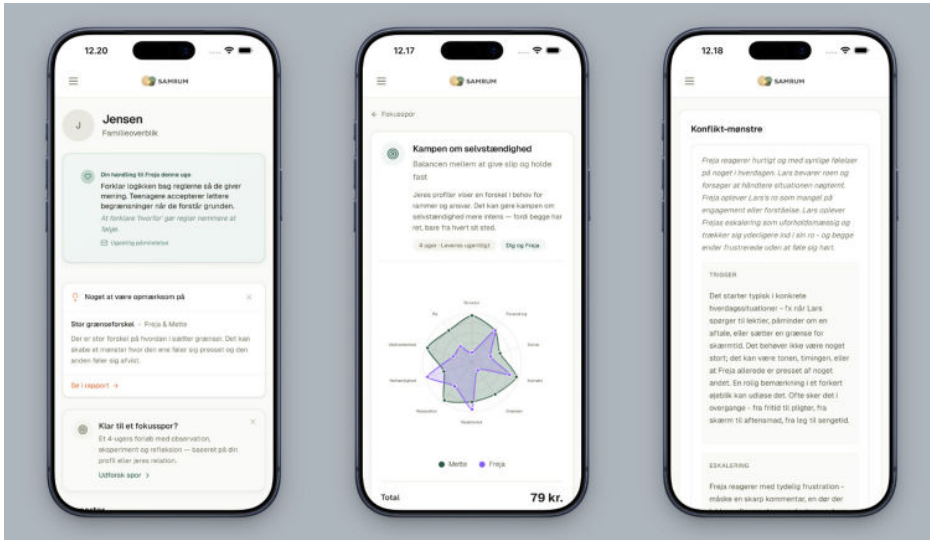 12.20
SAMRUM
J
Jensen
Familieoverblik
Din handling til Freja denne uge
Forklar logikken bag reglerne så de giver
mening. Teenagere accepterer lettere
begrænsninger når de forstår grunden.
At forklare 'hvorfor' gør regler nemmere at
følge.
Ugentlig påmindelse
Noget at være opmærksom på
Stor grænseforskel · Freja & Mette
Der er stor forskel på hvordan I sætter grænser. Det kan
skabe et mønster hvor den ene føler sig presset og den
anden føler sig afvist.
Se i rapport →
Klar til et fokusspor?
Et 4-ugers forløb med observation,
eksperiment og refleksion — baseret på din
profil eller jeres relation.
Udforsk spor >
12.17
SAMRUM
← Fokusspor
Kampen om selvstændighed
Balancen mellem at give slip og holde
fast
Jeres profiler viser en forskel i behov for
rammer og ansvar. Det kan gøre kampen om
selvstændighed mere intens — fordi begge har
ret, bare fra hvert sit sted.
4 uger · Leveres ugentligt
Dig og Freja
Mette
Freja
Total
79 kr.
12.18
SAMRUM
Konflikt-mønstre
Freja reagerer hurtigt og med synlige følelser
på noget i hverdagen. Lars bevarer roen og
forsøger at håndtere situationen nøgternt.
Freja oplever Lars's ro som mangel på
engagement eller forståelse. Lars oplever
Frejas eskalering som uforholdsmæssig og
trækker sig yderligere ind i sin ro - og begge
ender frustrerede uden at føle sig hørt.
TRIGGER
Det starter typisk i konkrete
hverdagssituationer - fx når Lars
spørger til lektier, påminder om en
aftale, eller sætter en grænse for
skærmtid. Det behøver ikke være noget
stort; det kan være tonen, timingen, eller
at Freja allerede er presset af noget
andet. En rolig bemærkning i et forkert
øjeblik kan udløse det. Ofte sker det i
overgange - fra fritid til pligter, fra
skærm til aftensmad, fra leg til sengetid.
ESKALERING
Freja reagerer med tydelig frustration -
måske en skarp kommentar, en dør der